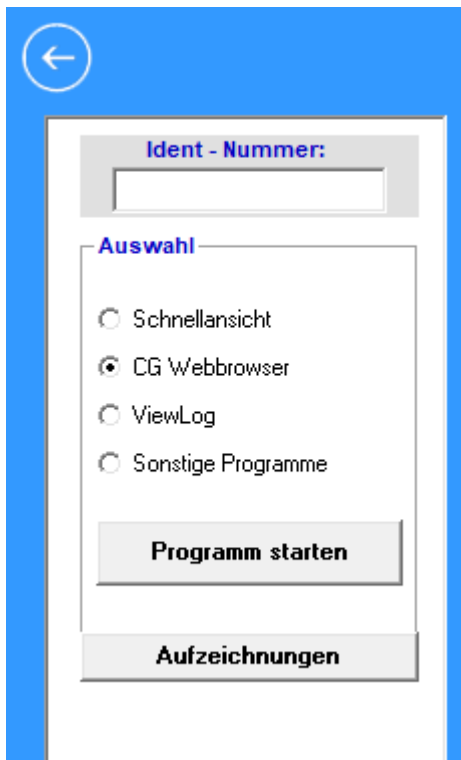 Ident - Nummer:
Auswahl
Schnellansicht
CG Webbrowser
ViewLog
Sonstige Programme
Programm starten
Aufzeichnungen